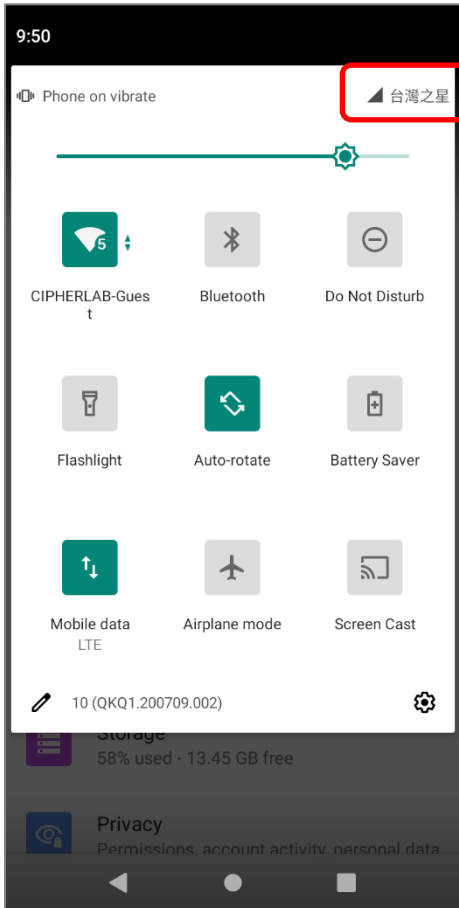 9:50
Phone on vibrate
台灣之星
5
CIPHERLAB-Gues
t
Bluetooth
Do Not Disturb
Flashlight
Auto-rotate
Battery Saver
Mobile data
LTE
Airplane mode
Screen Cast
10 (QKQ1.200709.002)
Storage
58% used - 13.45 GB free
Privacy
Permissions, account activity, personal data